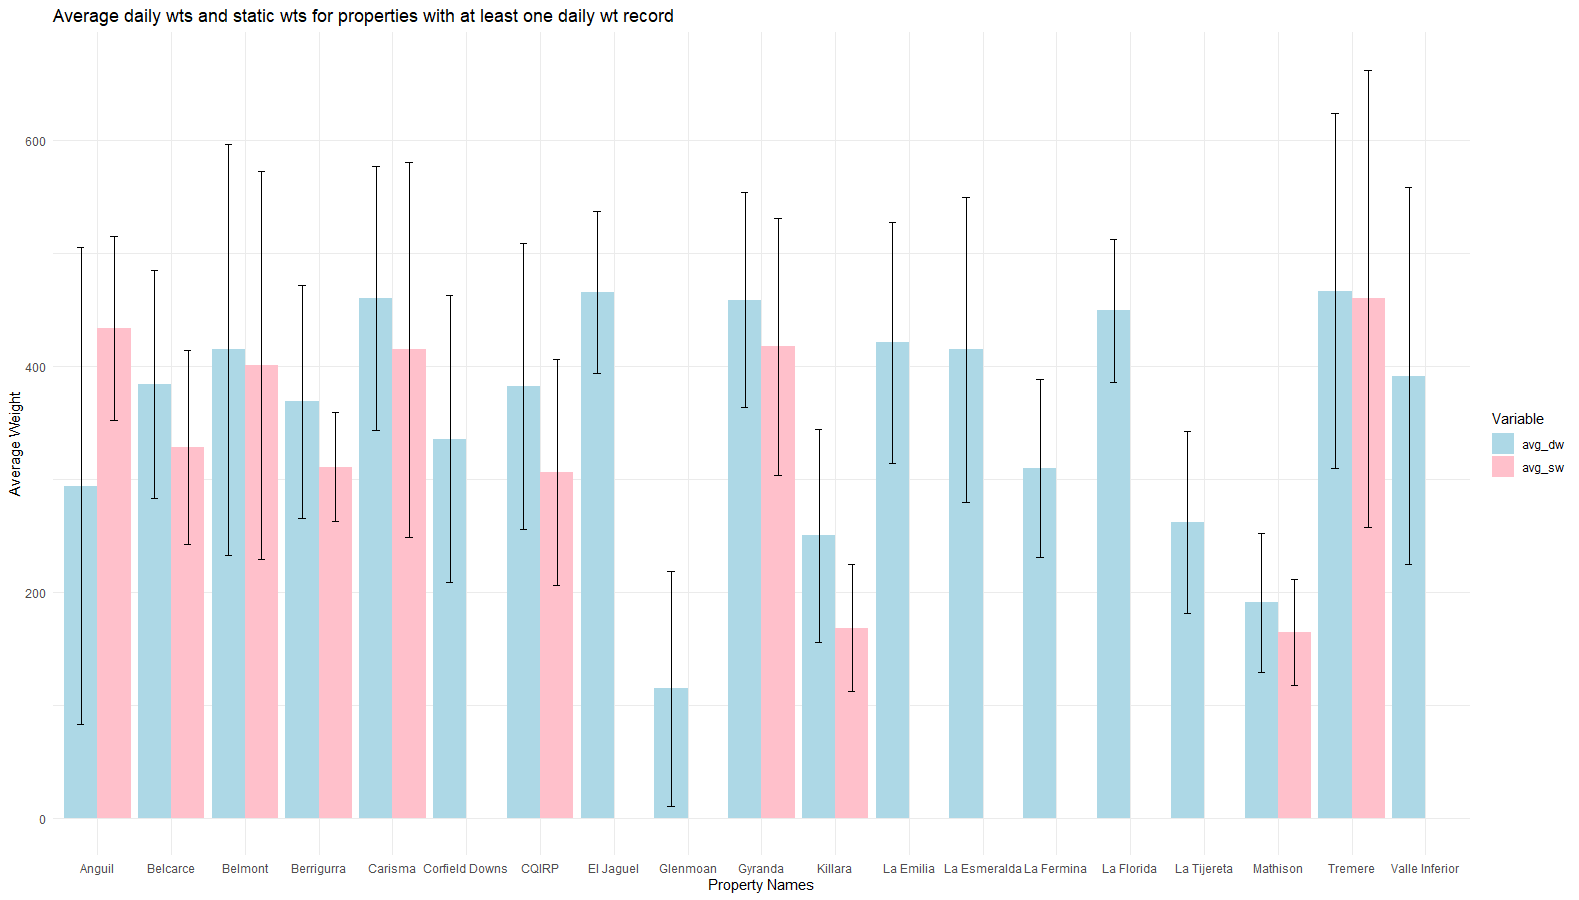 Average daily wts and static wts for properties with at least one daily wt record
600
400
200
0
Average Weight
Anguil Belcarce Belmont Berrigurra Carisma Corfield Downs CQIRP El Jaguel Glenmoan Gyranda Killara La Emilia La Esmeralda La Fermina La Florida La Tijereta Mathison Tremere Valle Inferior
Property Names
Variable
avg_dw
avg_sw